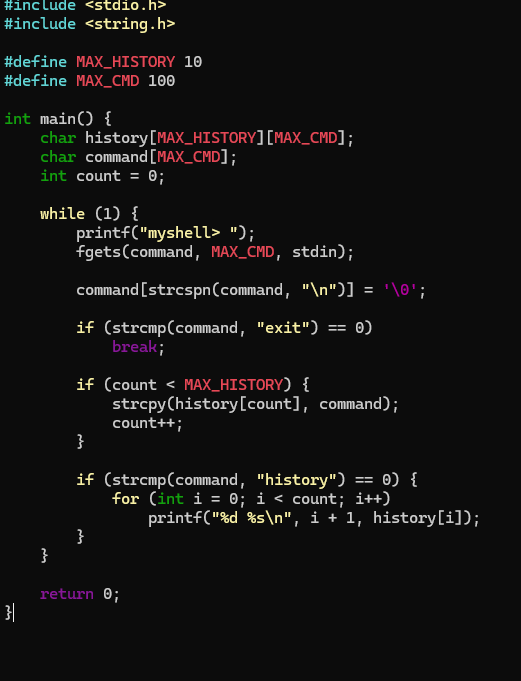 #include <stdio.h>
#include <string.h>

#define MAX_HISTORY 10
#define MAX_CMD 100

int main() {
    char history[MAX_HISTORY][MAX_CMD];
    char command[MAX_CMD];
    int count = 0;

    while (1) {
        printf("myshell> ");
        fgets(command, MAX_CMD, stdin);

        command[strcspn(command, "\n")] = '\0';

        if (strcmp(command, "exit") == 0)
            break;

        if (count < MAX_HISTORY) {
            strcpy(history[count], command);
            count++;
        }

        if (strcmp(command, "history") == 0) {
            for (int i = 0; i < count; i++)
                printf("%d %s\n", i + 1, history[i]);
        }
    }

    return 0;
}